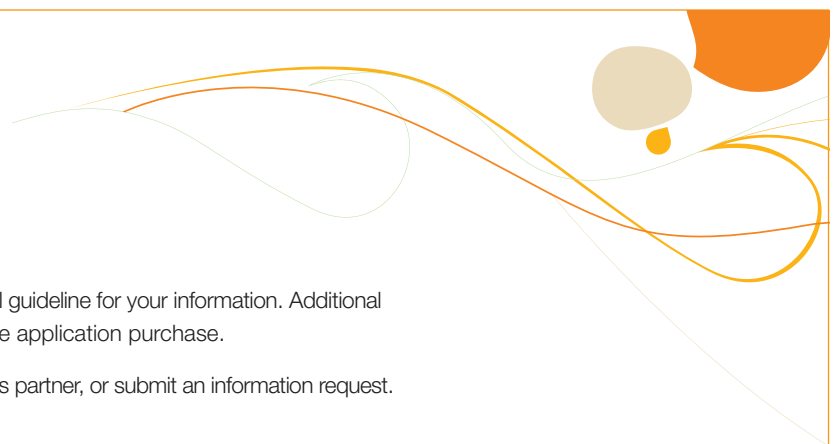 guideline for your information. Additional
application purchase.
partner, or submit an information request.